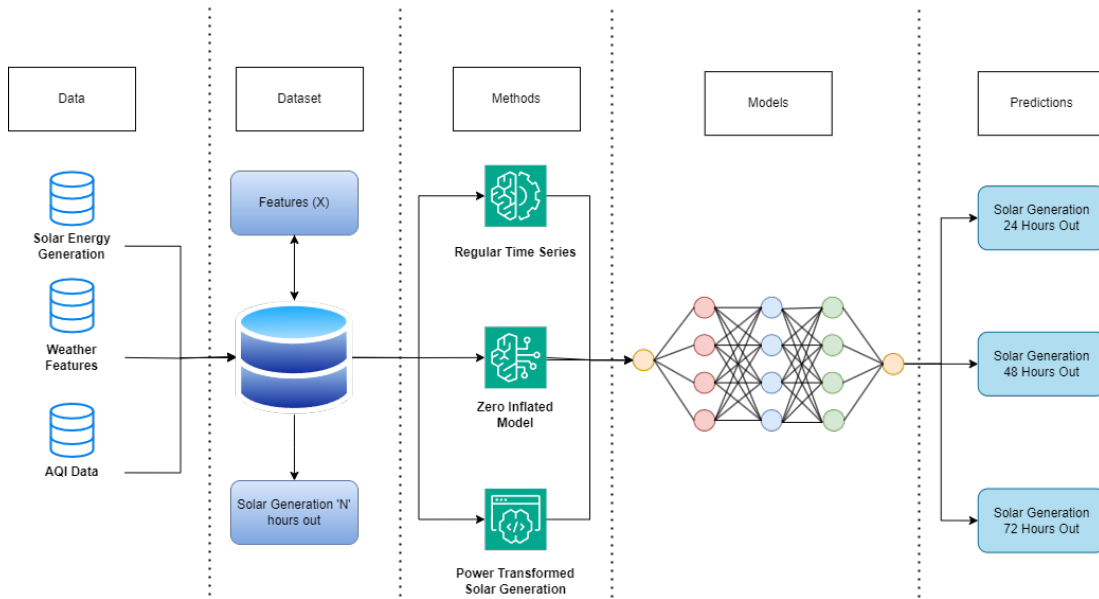 Data
Dataset
Methods
Models
Predictions
Solar Energy
Generation
Weather
Features
AQI Data
Features (X)
Solar Generation 'N'
hours out
Regular Time Series
Zero Inflated
Model
Power Transformed
Solar Generation
Solar Generation
24 Hours Out
Solar Generation
48 Hours Out
Solar Generation
72 Hours Out